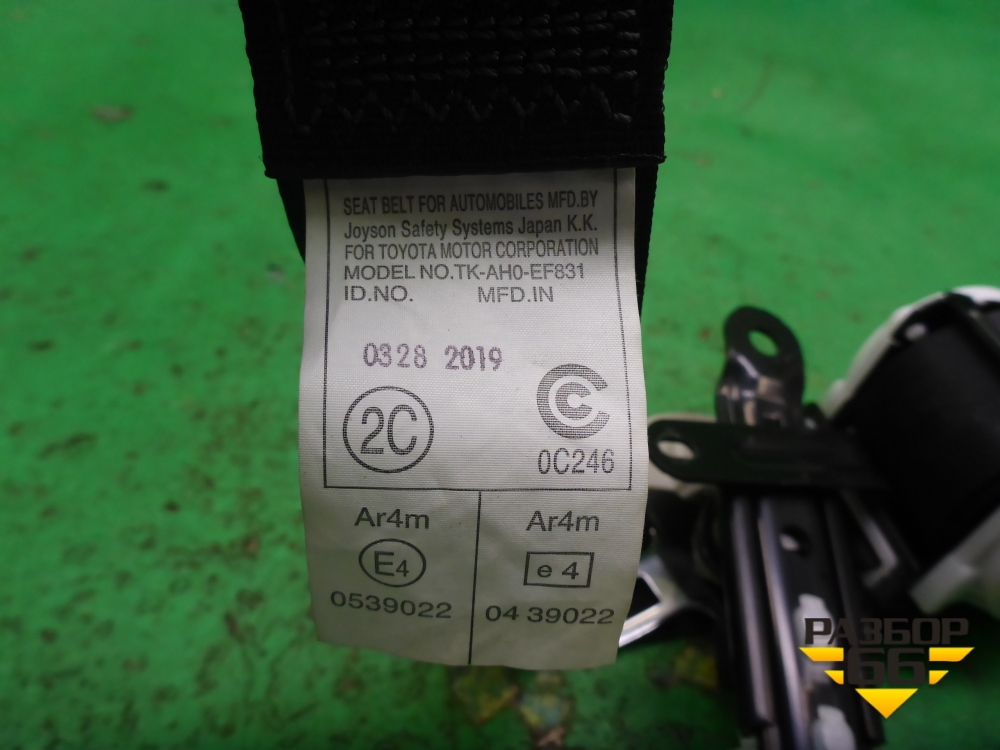 SEAT BELT FOR AUTOMOBILES MFD.BY
Joyson Safety Systems Japan K.K.
FOR TOYOTA MOTOR CORPORATION
MODEL NO.TK-AH0-EF831
ID.NO. MFD.IN
0328 2019
2C
C C
0C246
Ar4m Ar4m
E4 e 4
0539022 04 39022
РАЗБОР
66